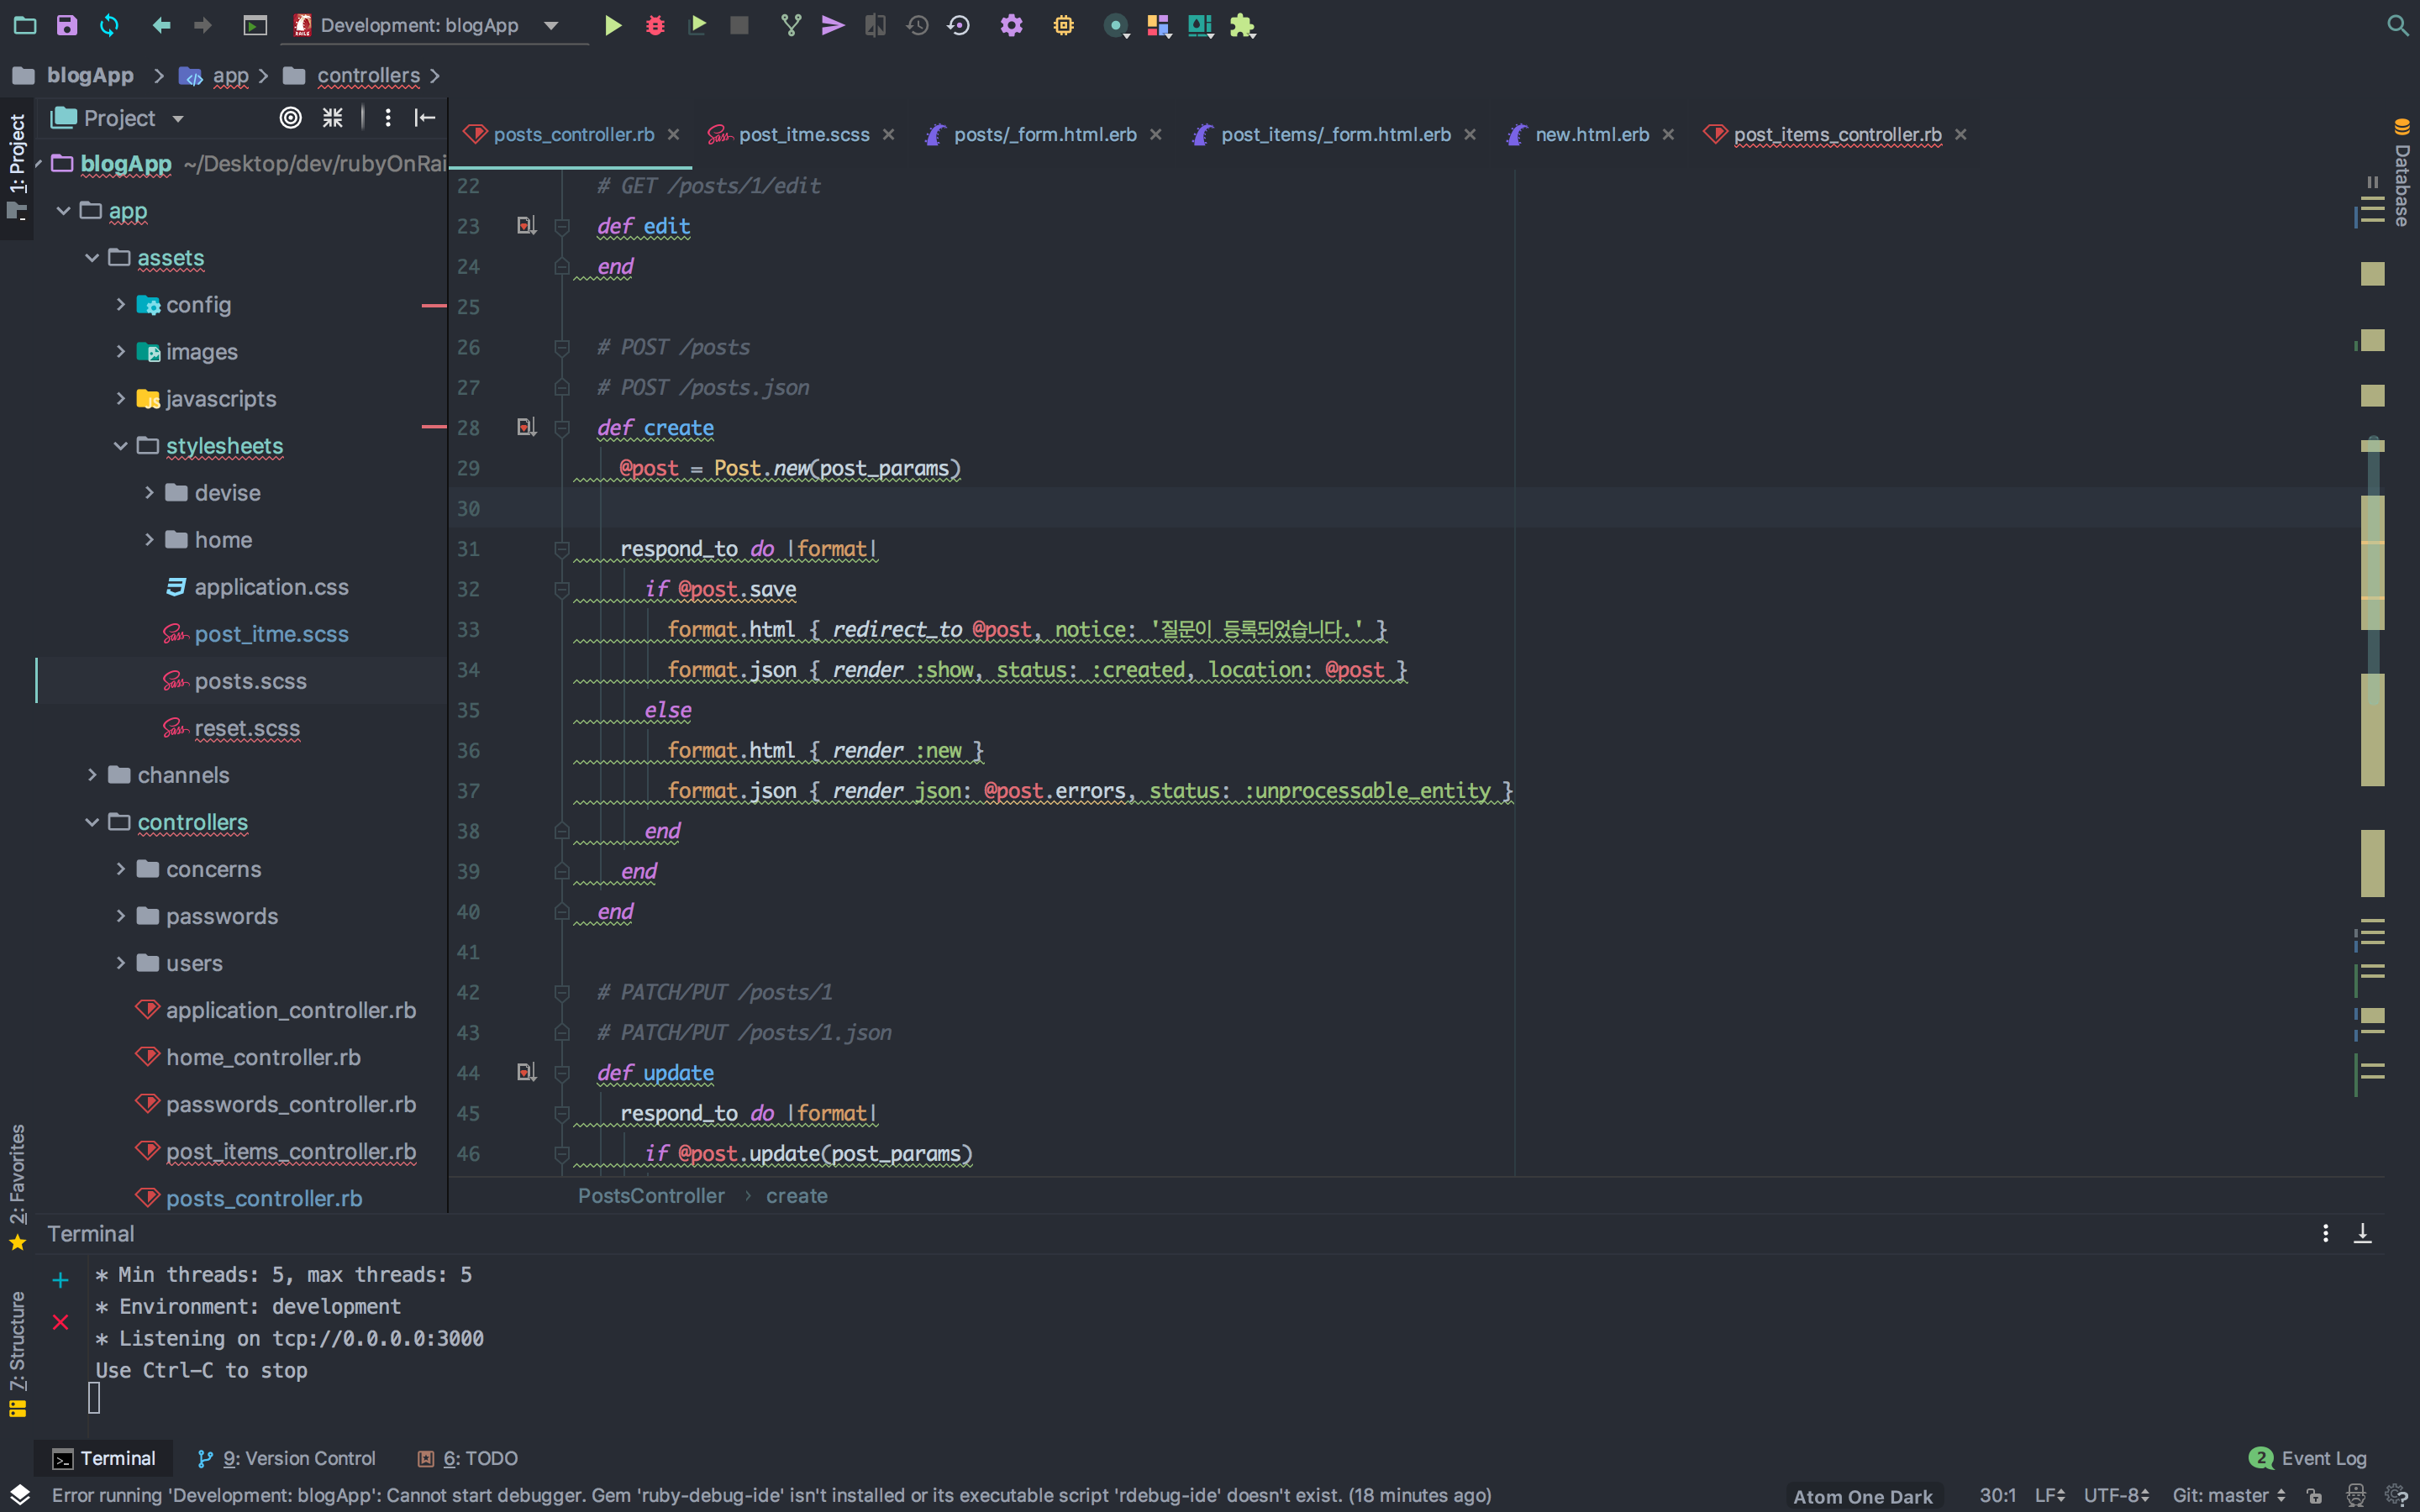 Development: blogApp
blogApp > app > controllers >
1: Project
Project
posts_controller.rb
post_itme.scss
posts/_form.html.erb
post_items/_form.html.erb
new.html.erb
post_items_controller.rb
Database
blogApp ~/Desktop/dev/rubyOnRai
app
assets
config
images
javascripts
stylesheets
devise
home
application.css
post_itme.scss
posts.scss
reset.scss
channels
controllers
concerns
passwords
users
application_controller.rb
home_controller.rb
passwords_controller.rb
post_items_controller.rb
posts_controller.rb
22 # GET /posts/1/edit
23 def edit
24 end
25
26 # POST /posts
27 # POST /posts.json
28 def create
29 @post = Post.new(post_params)
30
31 respond_to do |format|
32 if @post.save
33 format.html { redirect_to @post, notice: '질문이 등록되었습니다.' }
34 format.json { render :show, status: :created, location: @post }
35 else
36 format.html { render :new }
37 format.json { render json: @post.errors, status: :unprocessable_entity }
38 end
39 end
40 end
41
42 # PATCH/PUT /posts/1
43 # PATCH/PUT /posts/1.json
44 def update
45 respond_to do |format|
46 if @post.update(post_params)
PostsController > create
2: Favorites
7: Structure
Terminal
* Min threads: 5, max threads: 5
* Environment: development
* Listening on tcp://0.0.0.0:3000
Use Ctrl-C to stop
Terminal
9: Version Control
6: TODO
2 Event Log
Error running 'Development: blogApp': Cannot start debugger. Gem 'ruby-debug-ide' isn't installed or its executable script 'rdebug-ide' doesn't exist. (18 minutes ago)
Atom One Dark
30:1
LF
UTF-8
Git: master